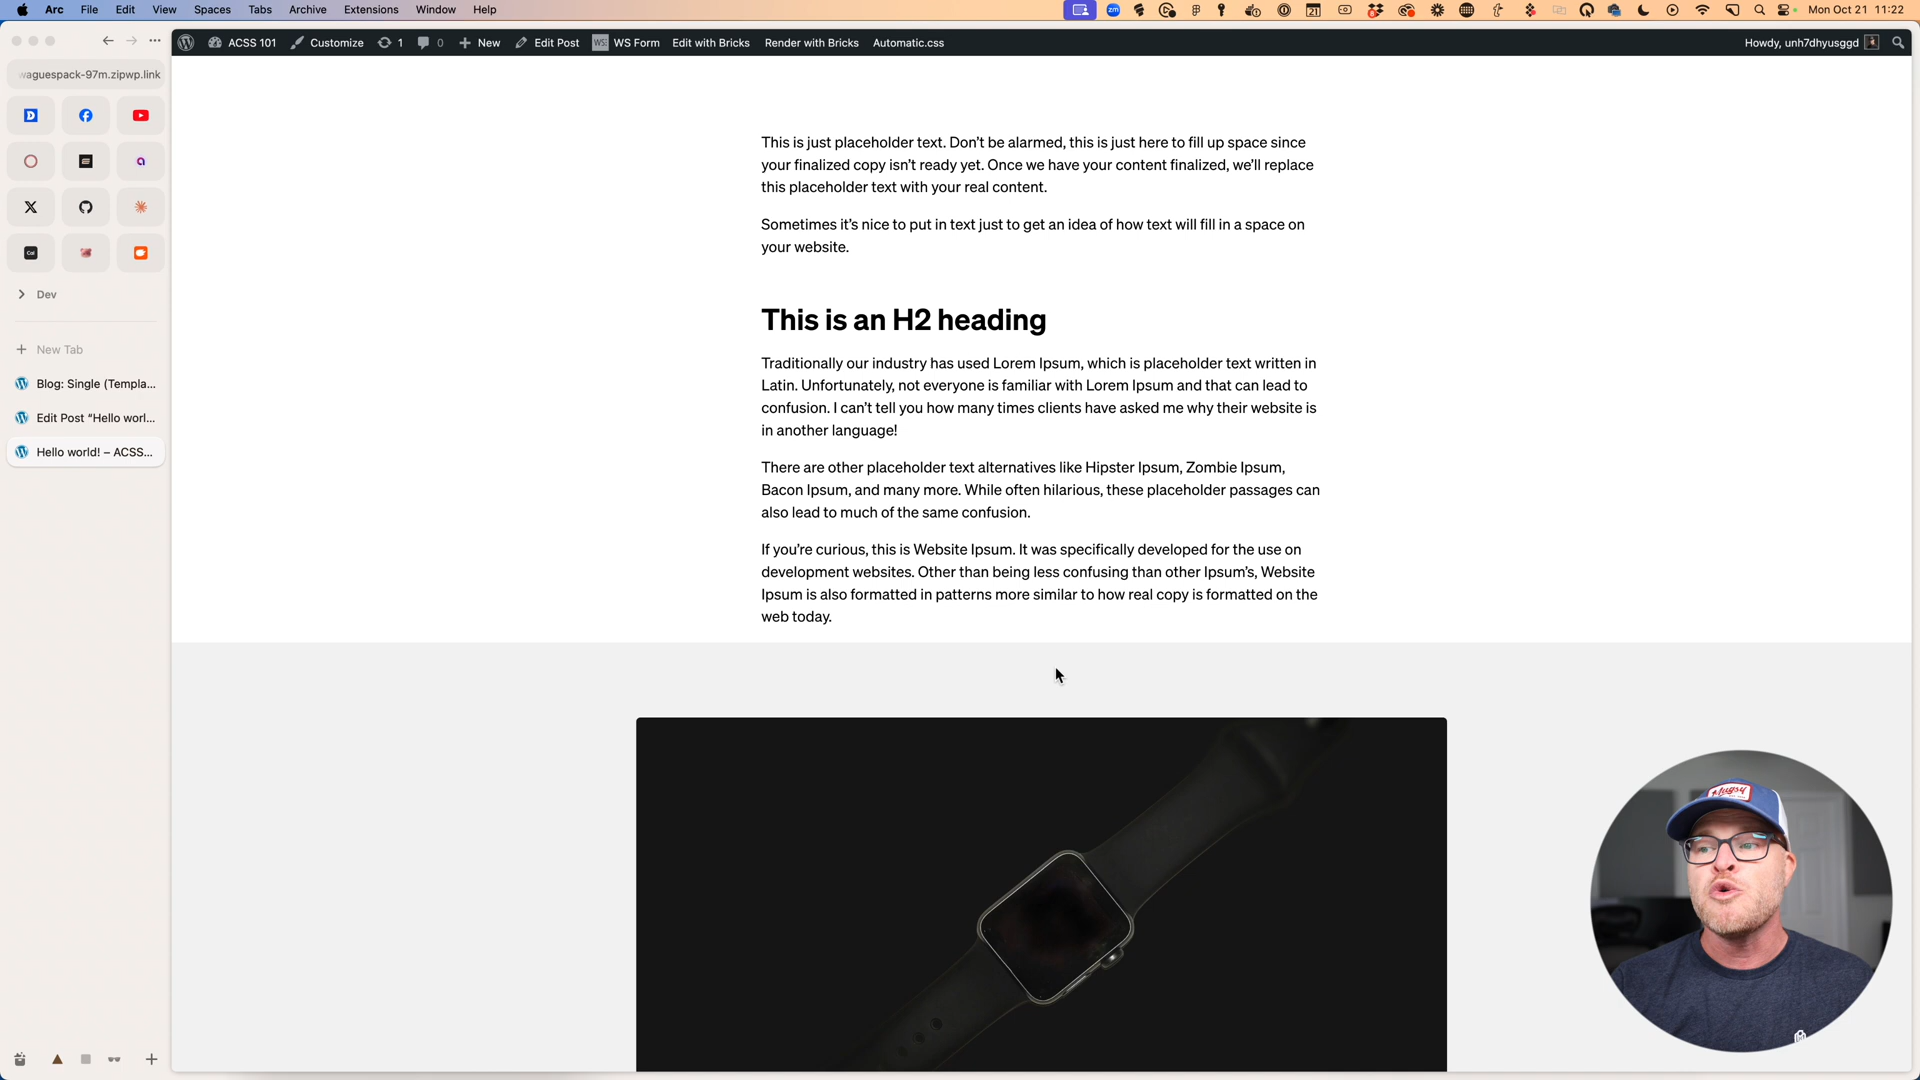 Arc File Edit View Spaces Tabs Archive Extensions Window Help
zm
21
Mon Oct 21 11:22
ACSS 101 Customize 1 0 New Edit Post WS Form Edit with Bricks Render with Bricks Automatic.css
Howdy, unh7dhyusggd
vaguespack-97m.zipwp.link
Cal
Dev
New Tab
Blog: Single (Templa...
Edit Post “Hello worl...
Hello world! – ACSS...
This is just placeholder text. Don’t be alarmed, this is just here to fill up space since
your finalized copy isn’t ready yet. Once we have your content finalized, we’ll replace
this placeholder text with your real content.
Sometimes it’s nice to put in text just to get an idea of how text will fill in a space on
your website.
This is an H2 heading
Traditionally our industry has used Lorem Ipsum, which is placeholder text written in
Latin. Unfortunately, not everyone is familiar with Lorem Ipsum and that can lead to
confusion. I can’t tell you how many times clients have asked me why their website is
in another language!
There are other placeholder text alternatives like Hipster Ipsum, Zombie Ipsum,
Bacon Ipsum, and many more. While often hilarious, these placeholder passages can
also lead to much of the same confusion.
If you’re curious, this is Website Ipsum. It was specifically developed for the use on
development websites. Other than being less confusing than other Ipsum’s, Website
Ipsum is also formatted in patterns more similar to how real copy is formatted on the
web today.
Mugsy